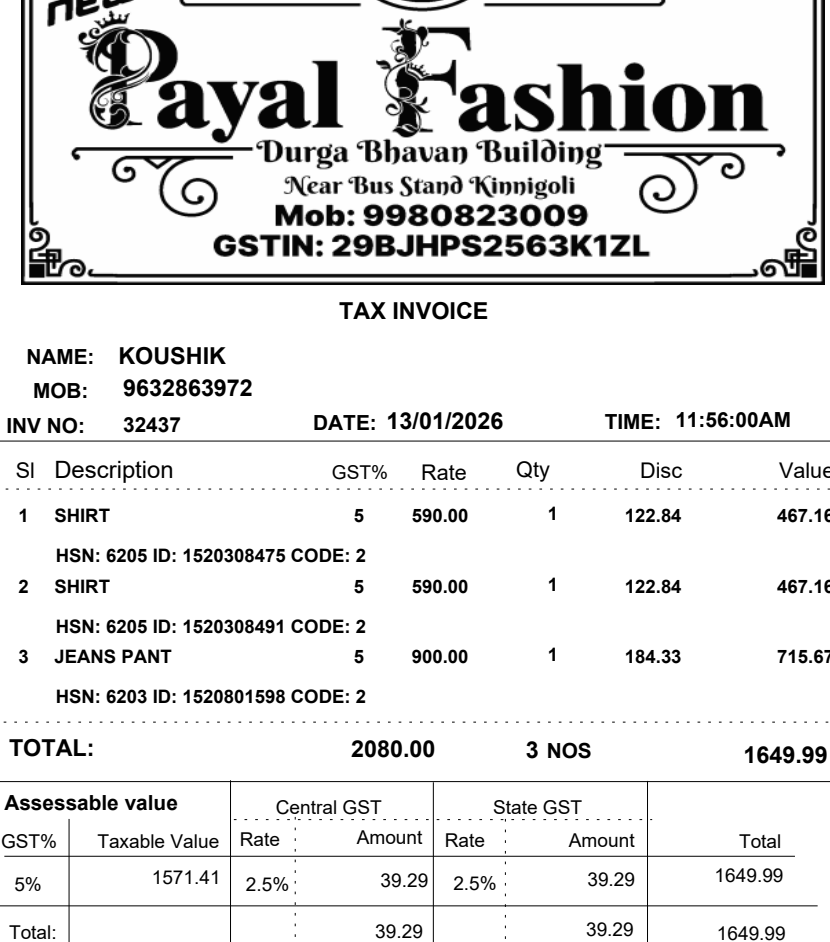 new
Payal Fashion
Durga Bhavan Building
Near Bus Stand Kinnigoli
Mob: 9980823009
GSTIN: 29BJHPS2563K1ZL
TAX INVOICE
NAME: KOUSHIK
MOB: 9632863972
INV NO: 32437 DATE: 13/01/2026 TIME: 11:56:00AM
Sl Description GST% Rate Qty Disc Value
1 SHIRT 5 590.00 1 122.84 467.16
HSN: 6205 ID: 1520308475 CODE: 2
2 SHIRT 5 590.00 1 122.84 467.16
HSN: 6205 ID: 1520308491 CODE: 2
3 JEANS PANT 5 900.00 1 184.33 715.67
HSN: 6203 ID: 1520801598 CODE: 2
TOTAL: 2080.00 3 NOS 1649.99
Assessable value Central GST State GST
GST% Taxable Value Rate Amount Rate Amount Total
5% 1571.41 2.5% 39.29 2.5% 39.29 1649.99
Total: 39.29 39.29 1649.99